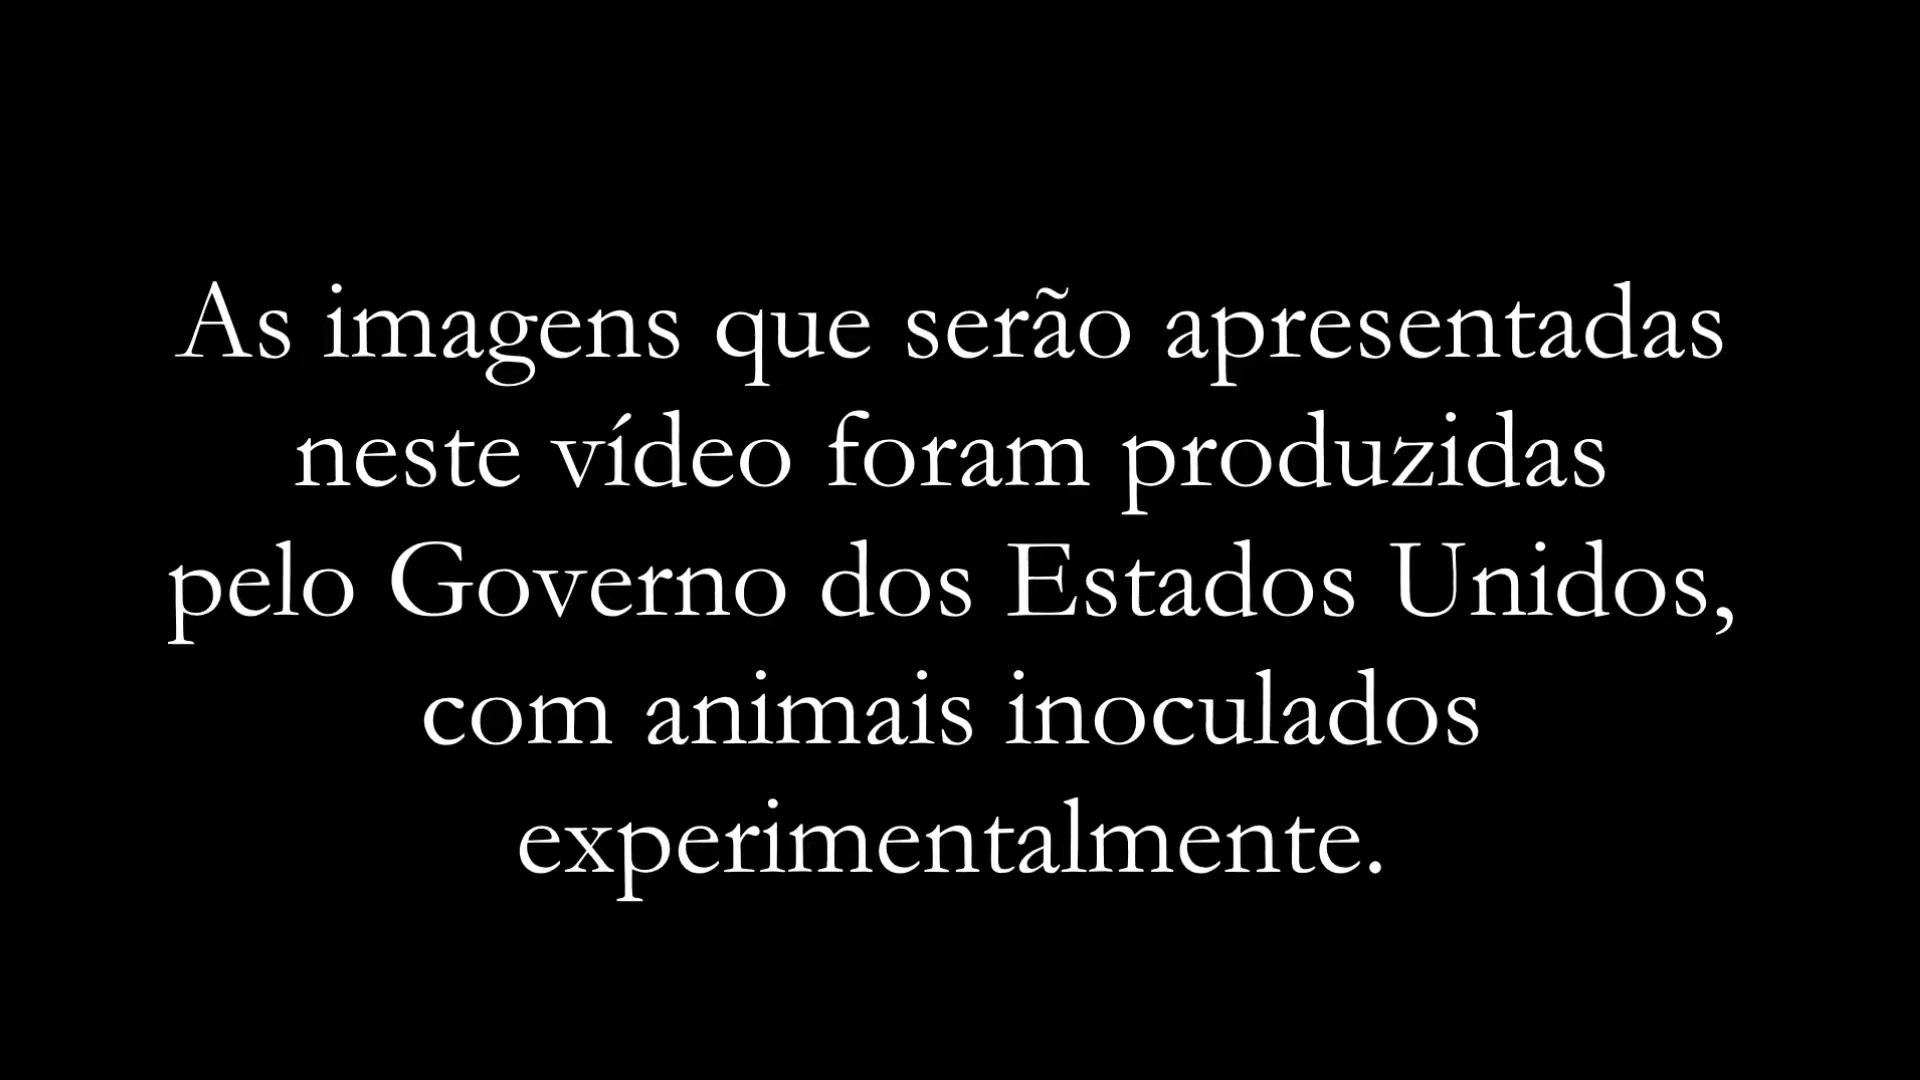 As imagens que serão apresentadas
neste vídeo foram produzidas
pelo Governo dos Estados Unidos,
com animais inoculados
experimentalmente.